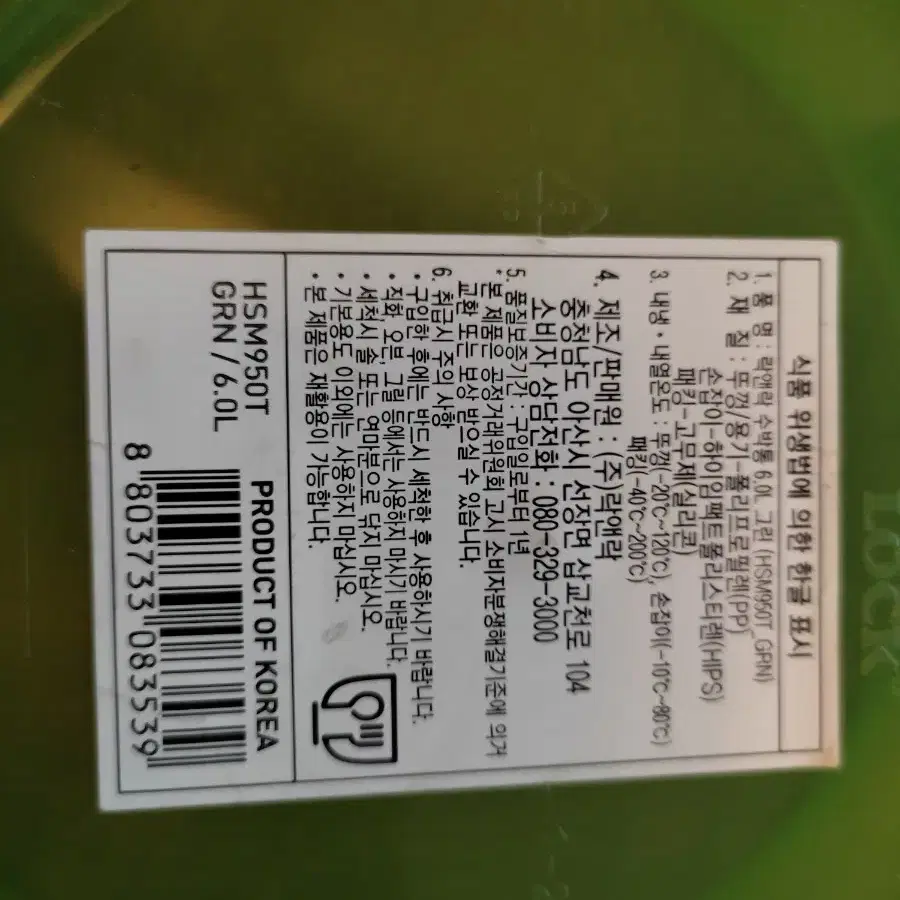 식품 위생법에 의한 한글 표시
1. 품 명 : 락앤락 수박통 6.0L_그린 (HSM950T_GRN)
2. 재 질 : 뚜껑/용기-폴리프로필렌(PP)
손잡이-하이임팩트폴리스티렌(HIPS)
패킹-고무제(실리콘)
3. 내냉·내열온도 : 뚜껑(-20℃~120℃), 손잡이(-10℃~80℃)
패킹(-40℃~200℃)
4. 제조/판매원 : (주)락앤락
충청남도 아산시 선장면 삽교천로 104
소비자 상담전화 : 080-329-3000
5. 품질보증기간 : 구입일로부터 1년
* 본 제품은 공정거래위원회 고시 소비자분쟁해결기준에 의거
교환 또는 보상 받으실 수 있습니다.
6. 취급시 주의 사항
• 구입한 후에는 반드시 세척한 후 사용하시기 바랍니다.
• 직화, 오븐, 그릴 등에서는 사용하지 마시기 바랍니다.
• 세척시 솔 또는 연마분으로 닦지 마십시오.
• 기본용도 이외에는 사용하지 마십시오.
• 본 제품은 재활용이 가능합니다.
HSM950T
GRN / 6.0L
PRODUCT OF KOREA
8 803733 083539
Lock